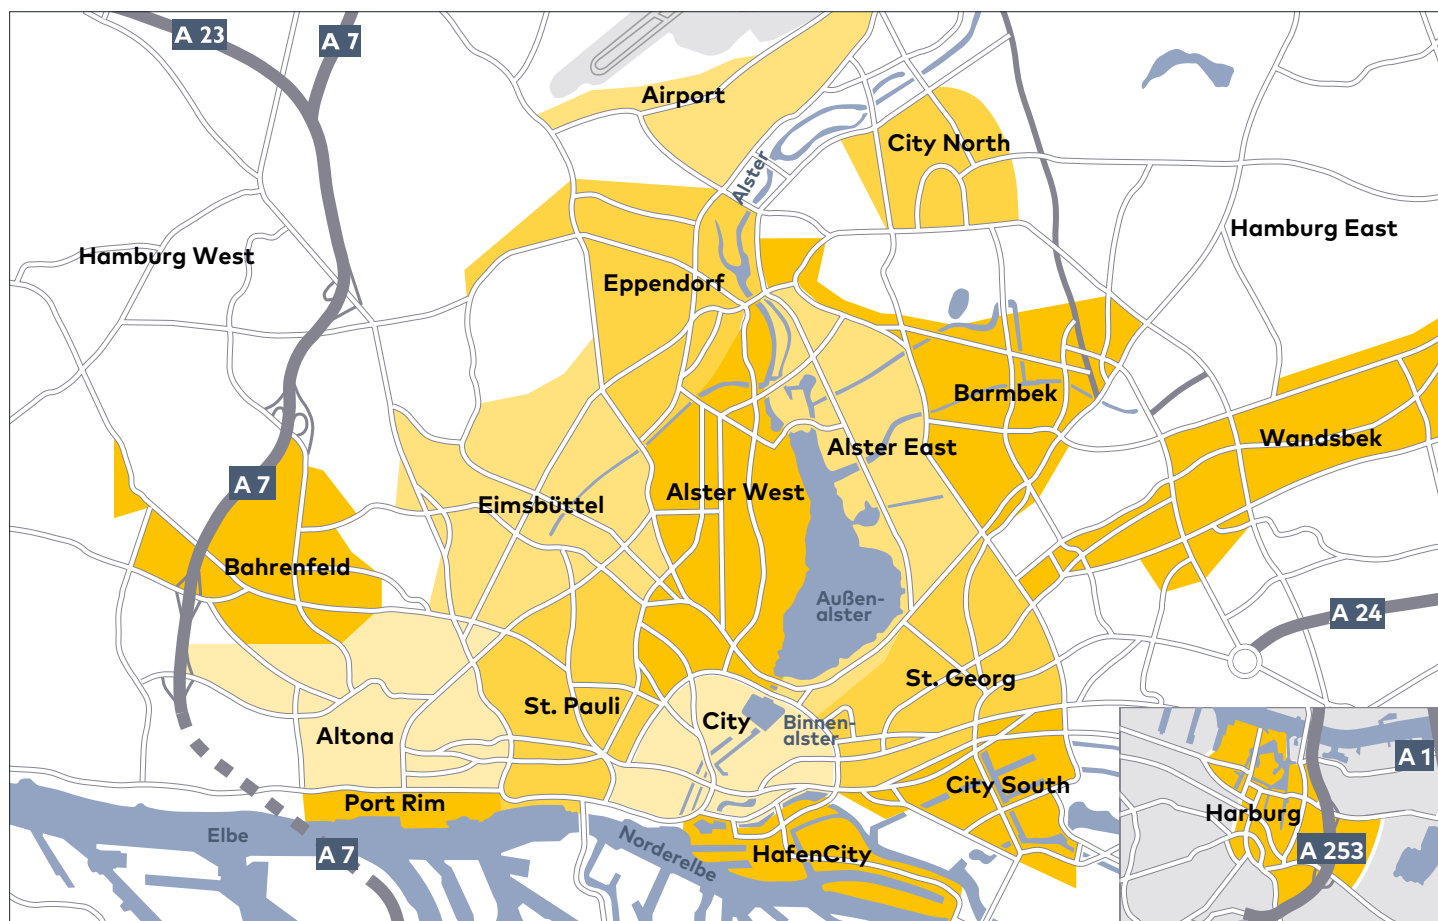 A 23
A 7
Airport
City North
Alster
Hamburg East
Hamburg West
Eppendorf
Barmbek
Wandsbek
Alster East
A 7
Alster West
Eimsbüttel
Bahrenfeld
Außen-
alster
A 24
St. Georg
St. Pauli
City
Binnen-
alster
Altona
A 1
City South
Port Rim
Harburg
Elbe
Norderelbe
A 7
HafenCity
A 253